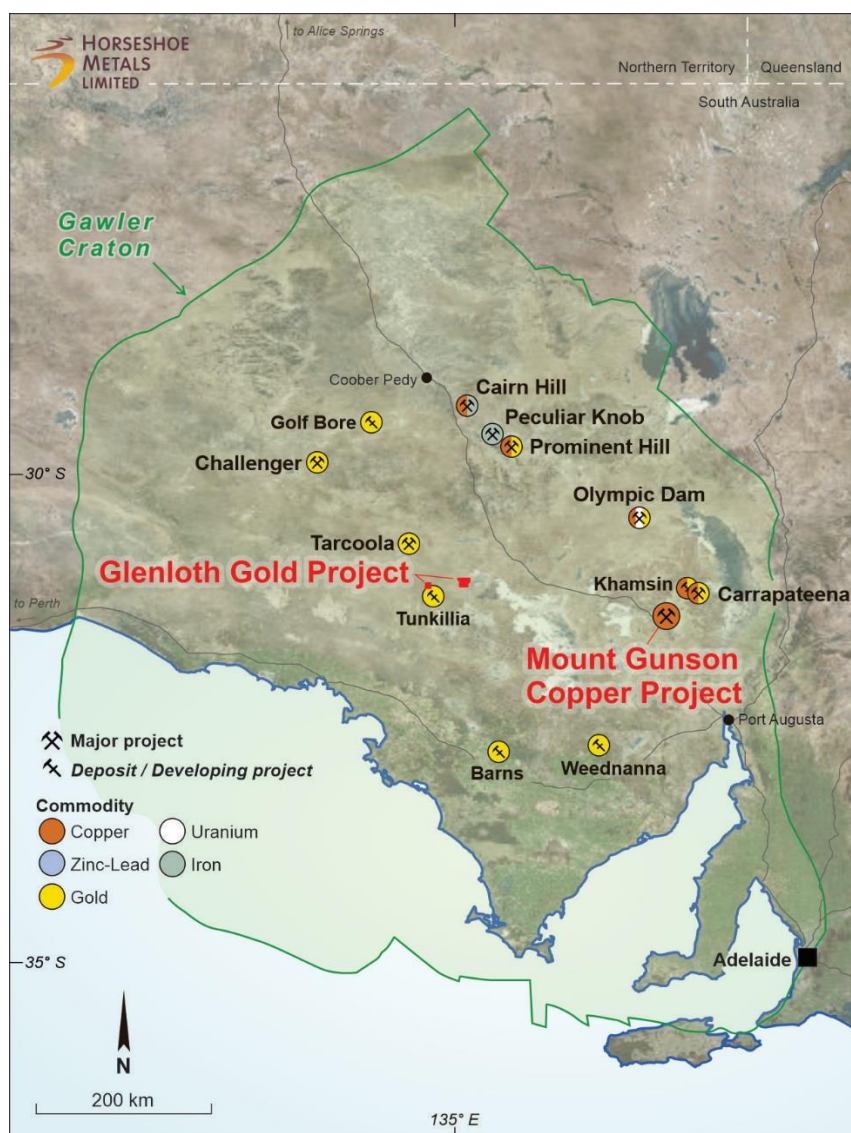 HORSESHOE
METALS
LIMITED
to Alice Springs
Northern Territory
Queensland
South Australia
Gawler
Craton
Coober Pedy
Cairn Hill
Peculiar Knob
Golf Bore
Prominent Hill
Challenger
30° S
Olympic Dam
Tarcoola
Glenloth Gold Project
Khamsin
Carrapateena
to Perth
Tunkillia
Mount Gunson
Copper Project
Port Augusta
Major project
Barns
Weednanna
Deposit / Developing project
Commodity
Copper
Uranium
Zinc-Lead
Iron
Gold
Adelaide
35° S
N
200 km
135° E